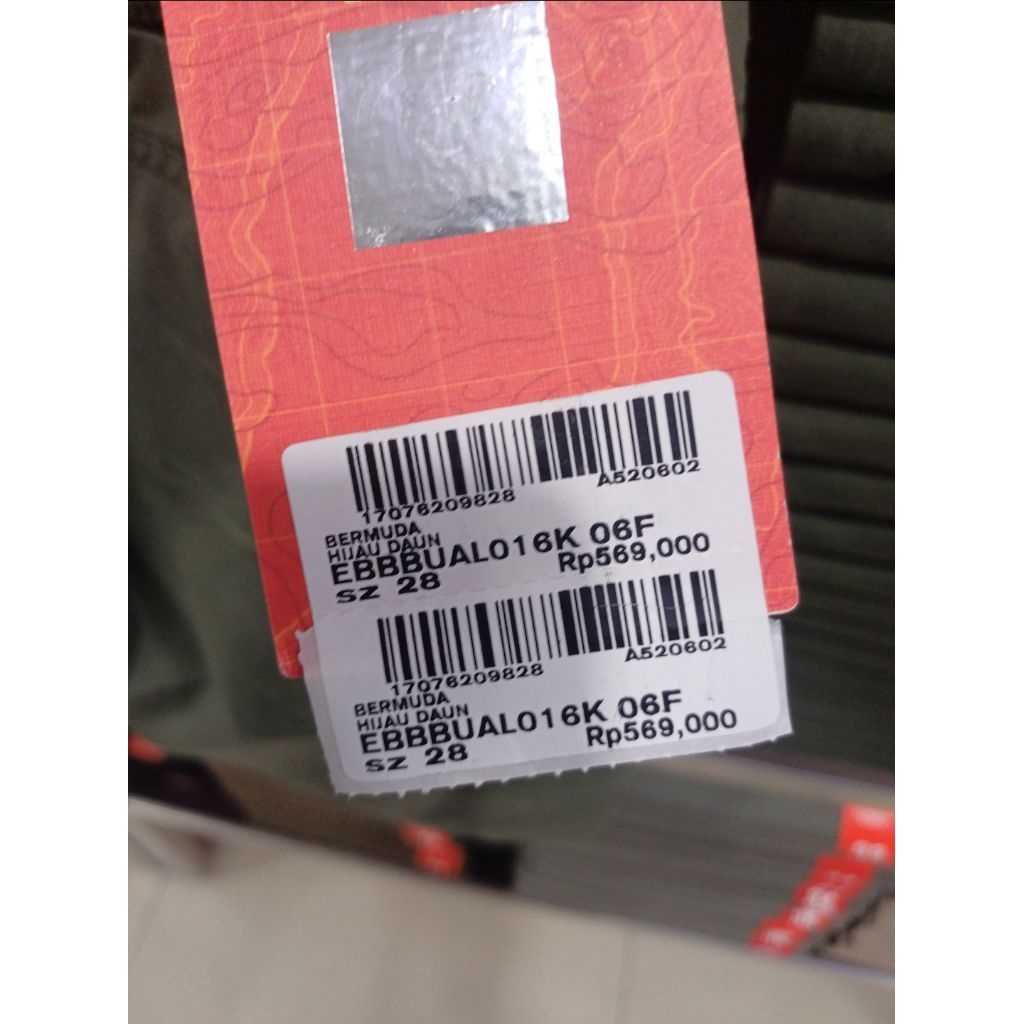 17076209828 A520602
BERMUDA
HIJAU DAUN
EBBBUAL016K 06F
sz 28 Rp569,000
17076209828 A520602
BERMUDA
HIJAU DAUN
EBBBUAL016K 06F
sz 28 Rp569,000